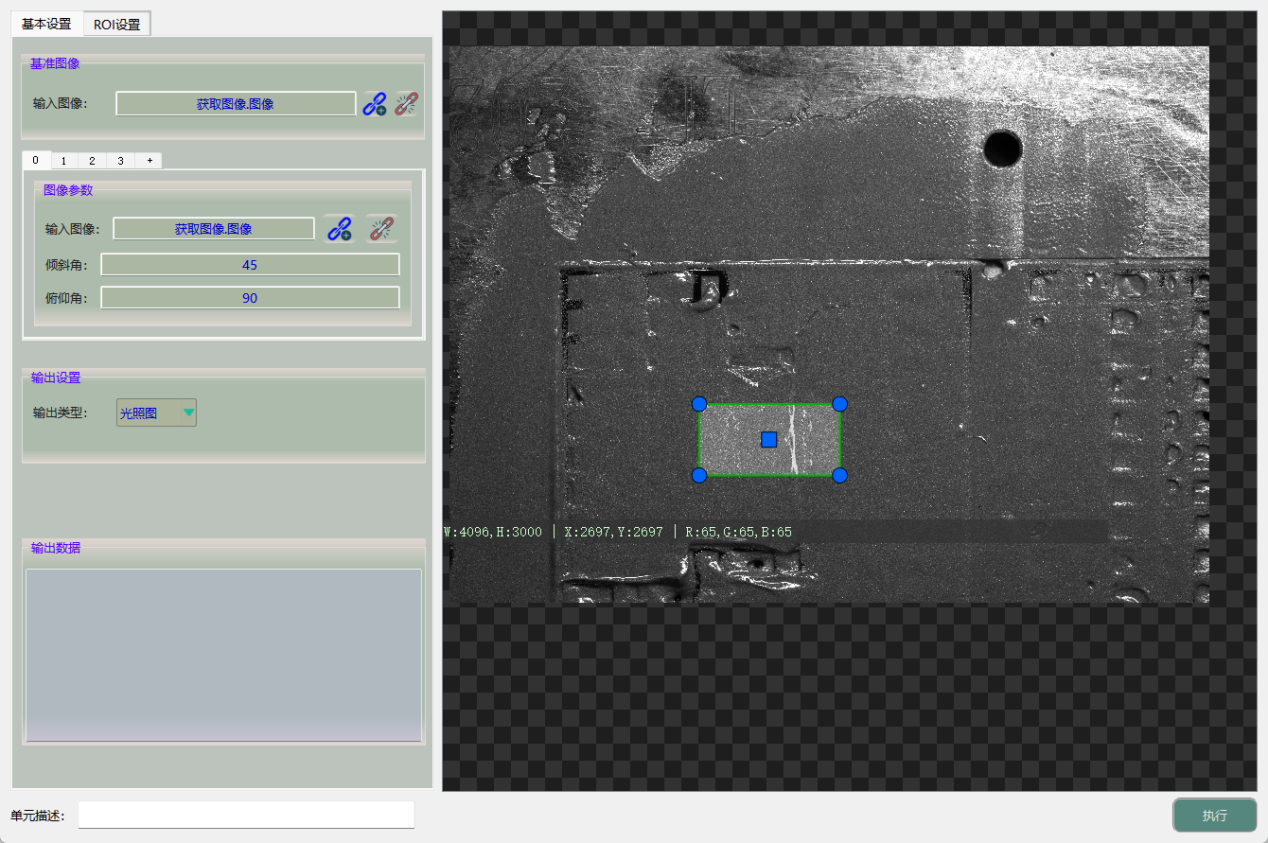 基本设置
ROI设置
基准图像
输入图像:
获取图像.图像
0
1
2
3
+
图像参数
输入图像:
获取图像.图像
倾斜角:
45
俯仰角:
90
输出设置
输出类型:
光照图
W:4096,H:3000 | X:2697,Y:2697 | R:65,G:65,B:65
输出数据
单元描述:
执行